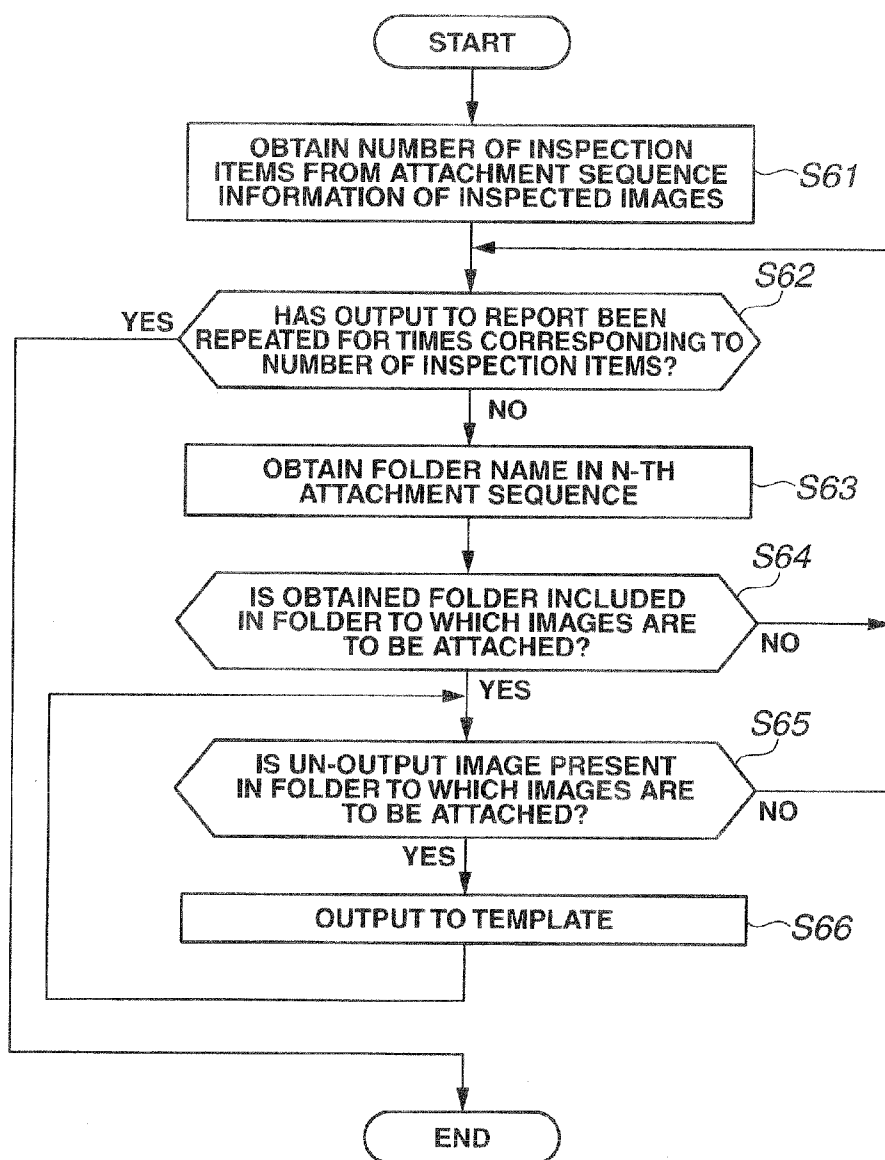 START
OBTAIN NUMBER OF INSPECTION
ITEMS FROM ATTACHMENT SEQUENCE
INFORMATION OF INSPECTED IMAGES
S61
S62
YES
HAS OUTPUT TO REPORT BEEN
REPEATED FOR TIMES CORRESPONDING TO
NUMBER OF INSPECTION ITEMS?
NO
OBTAIN FOLDER NAME IN N-TH
ATTACHMENT SEQUENCE
S63
S64
IS OBTAINED FOLDER INCLUDED
IN FOLDER TO WHICH IMAGES ARE
TO BE ATTACHED?
NO
YES
S65
IS UN-OUTPUT IMAGE PRESENT
IN FOLDER TO WHICH IMAGES ARE
TO BE ATTACHED?
NO
YES
OUTPUT TO TEMPLATE
S66
END